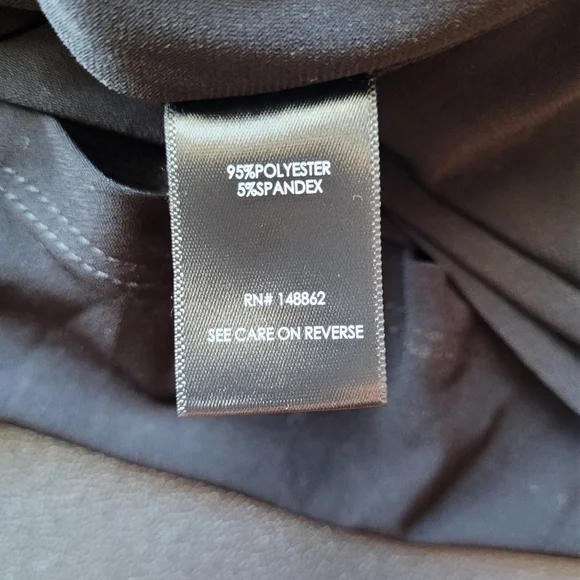 95%POLYESTER
5%SPANDEX
RN# 148862
SEE CARE ON REVERSE